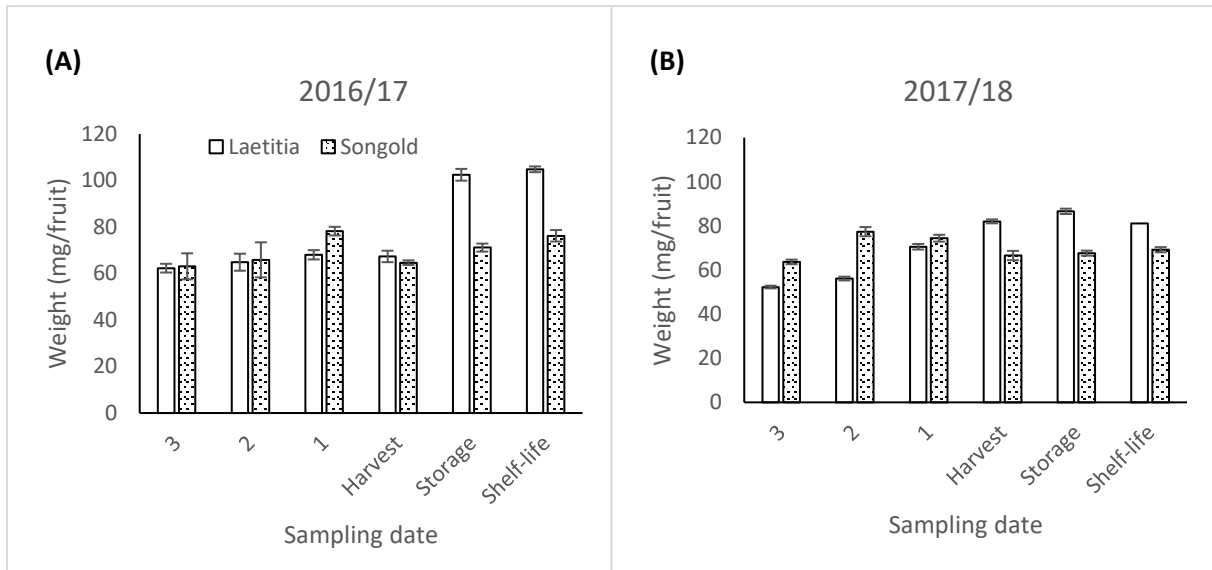 (A)
2016/17
Laetitia Songold
120
100
80
60
40
20
0
Weight (mg/fruit)
3 2 1 Harvest Storage Shelf-life
Sampling date
(B)
2017/18
120
100
80
60
40
20
0
Weight (mg/fruit)
3 2 1 Harvest Storage Shelf-life
Sampling date